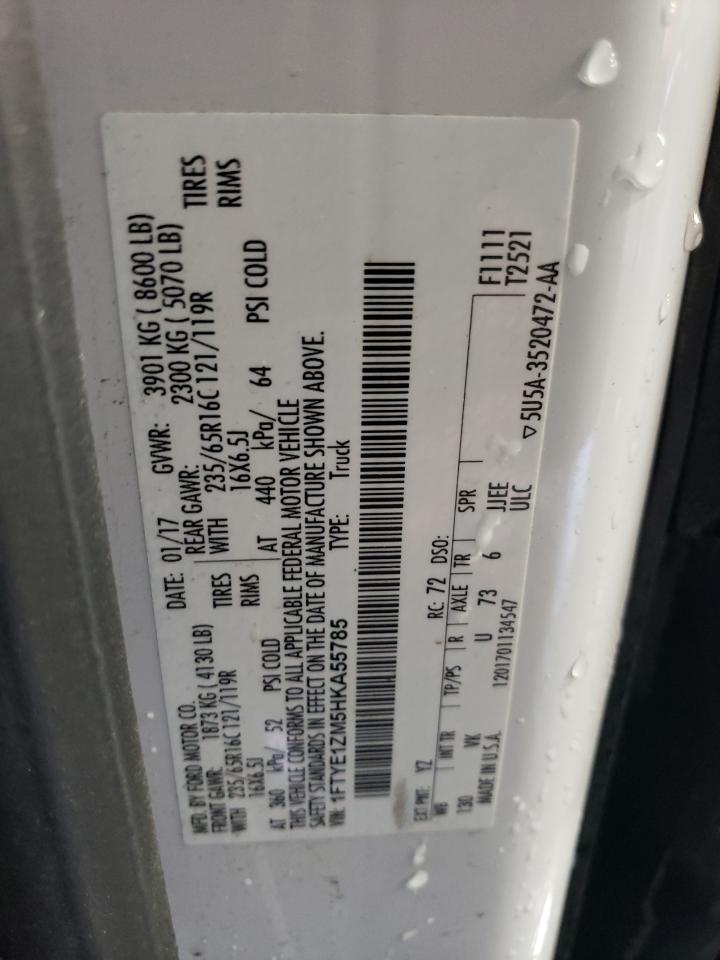 MFD. BY FORD MOTOR CO. DATE: 01/17 GVWR: 3901 KG ( 8600 LB)
FRONT GAWR: 1873 KG ( 4130 LB) REAR GAWR: 2300 KG ( 5070 LB)
WITH 235/65R16C 121/119R TIRES WITH 235/65R16C 121/119R TIRES
16X6.5J RIMS 16X6.5J RIMS
AT 360 kPa/ 52 PSI COLD AT 440 kPa/ 64 PSI COLD
THIS VEHICLE CONFORMS TO ALL APPLICABLE FEDERAL MOTOR VEHICLE
SAFETY STANDARDS IN EFFECT ON THE DATE OF MANUFACTURE SHOWN ABOVE.
VIN: 1FTYE1ZM5HKA55785 TYPE: Truck
EXT PNT: YZ RC: 72 DSO:
WB INT TR TP/PS R AXLE TR SPR F1111
130 VK U 73 6 JJEE T2521
MADE IN U.S.A. 1201701134547 ULC
▽5U5A-3520472-AA